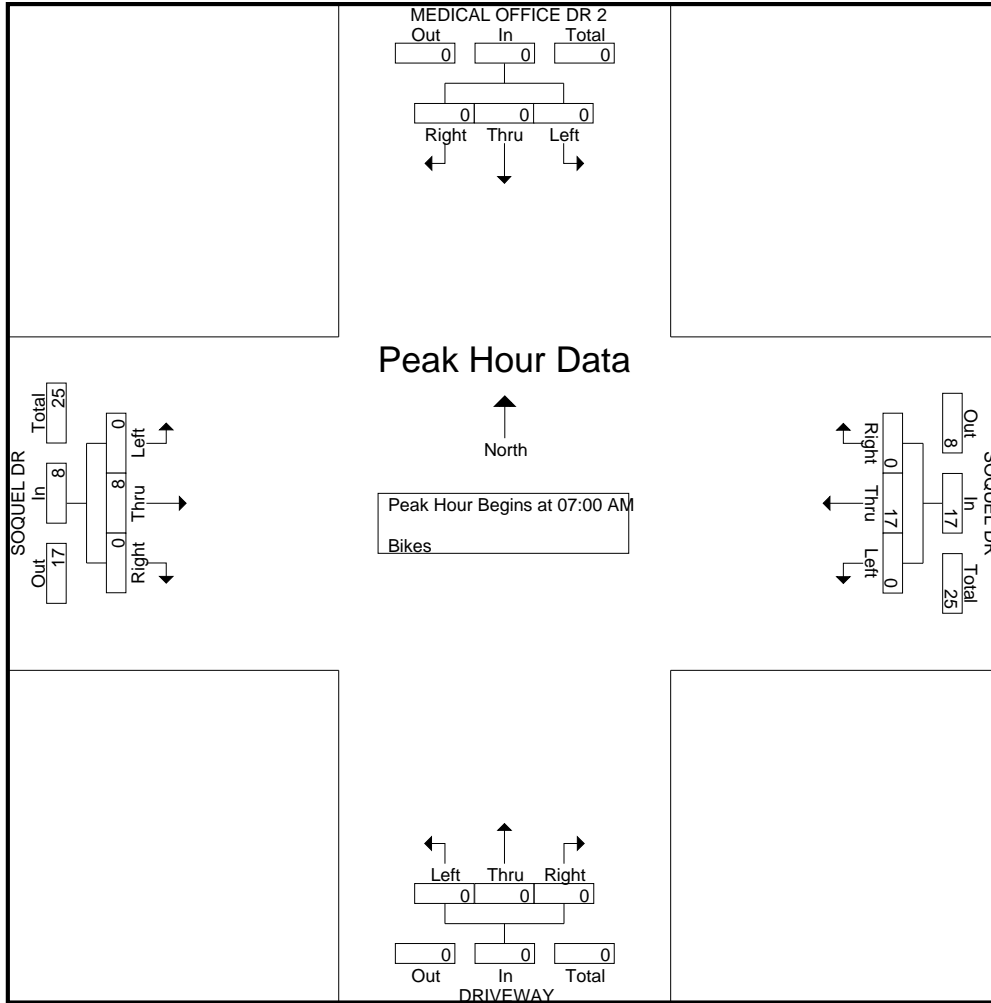 MEDICAL OFFICE DR 2
Out In Total
0 0 0
0 0 0
Right Thru Left
Peak Hour Data
North
Peak Hour Begins at 07:00 AM
Bikes
SOQUEL DR
Total In Out
25 8 17
0 8 0
Left Thru Right
Right Thru Left
0 17 0
Out In Total
8 17 25
SOQUEL DR
Left Thru Right
0 0 0
0 0 0
Out In Total
DRIVEWAY